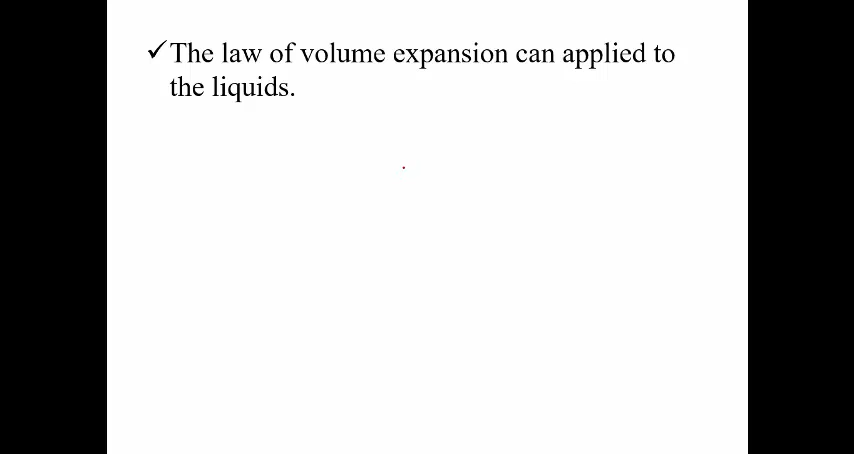 ✓The law of volume expansion can applied to
the liquids.